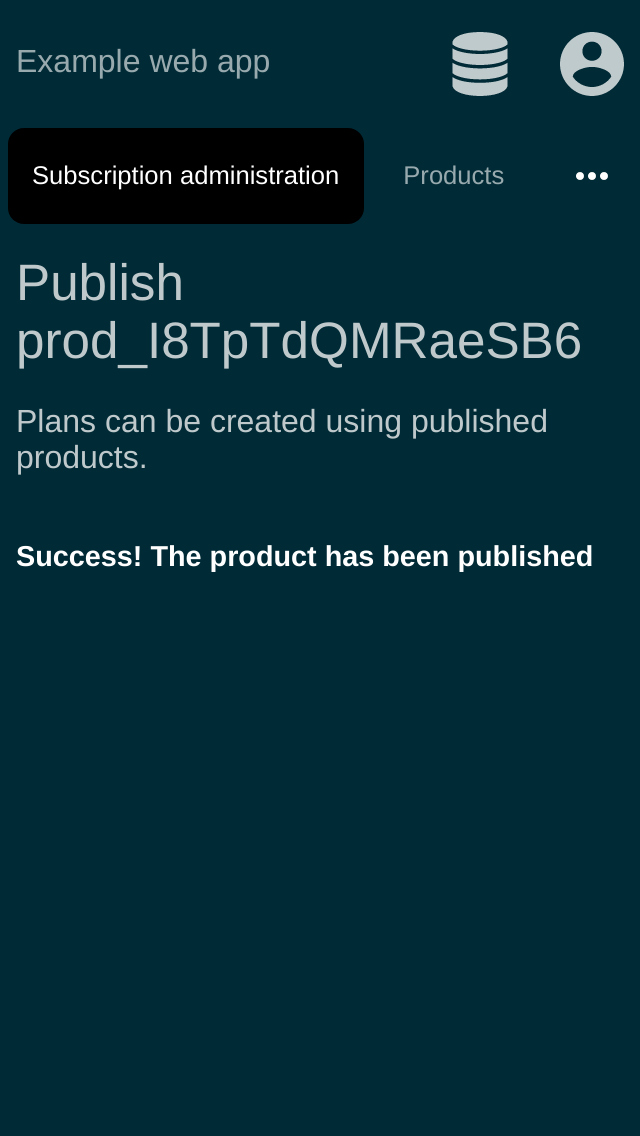 Example web app
Subscription administration
Products
Publish
prod_I8TpTdQMRaeSB6
Plans can be created using published
products.
Success! The product has been published